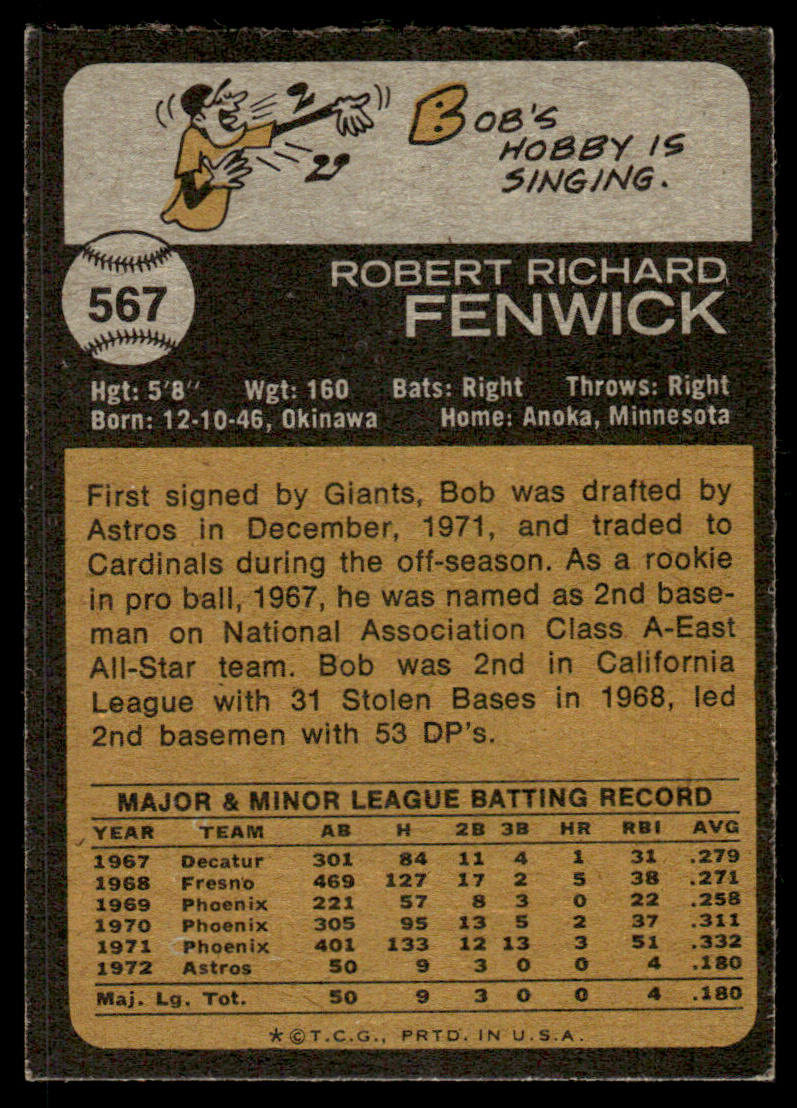 BOB'S
HOBBY IS
SINGING.
567
ROBERT RICHARD
FENWICK
Hgt: 5'8" Wgt: 160 Bats: Right Throws: Right
Born: 12-10-46, Okinawa Home: Anoka, Minnesota
First signed by Giants, Bob was drafted by
Astros in December, 1971, and traded to
Cardinals during the off-season. As a rookie
in pro ball, 1967, he was named as 2nd base-
man on National Association Class A-East
All-Star team. Bob was 2nd in California
League with 31 Stolen Bases in 1968, led
2nd basemen with 53 DP's.
MAJOR & MINOR LEAGUE BATTING RECORD
YEAR TEAM AB H 2B 3B HR RBI AVG
1967 Decatur 301 84 11 4 1 31 .279
1968 Fresno 469 127 17 2 5 38 .271
1969 Phoenix 221 57 8 3 0 22 .258
1970 Phoenix 305 95 13 5 2 37 .311
1971 Phoenix 401 133 12 13 3 51 .332
1972 Astros 50 9 3 0 0 4 .180
Maj. Lg. Tot. 50 9 3 0 0 4 .180
*©T.C.G., PRTD. IN U.S.A.